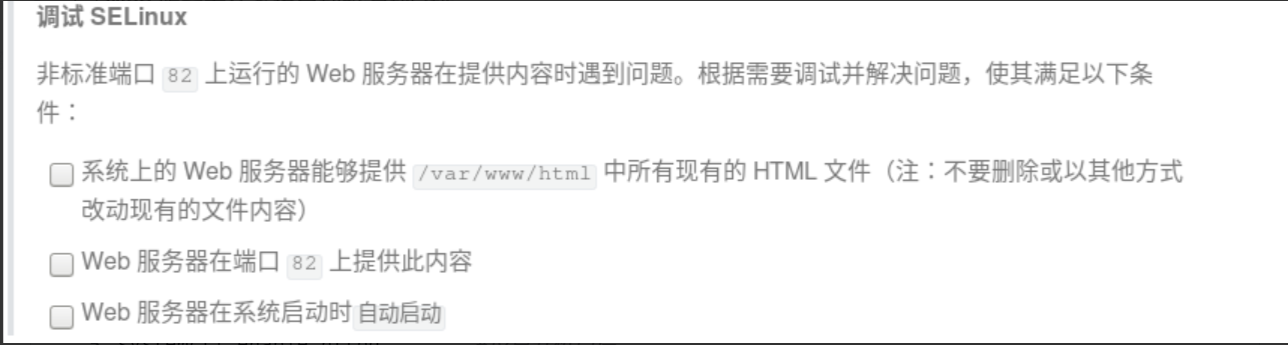 调试 SELinux
非标准端口 82 上运行的 Web 服务器在提供内容时遇到问题。根据需要调试并解决问题，使其满足以下条
件：
系统上的 Web 服务器能够提供 /var/www/html 中所有现有的 HTML 文件（注：不要删除或以其他方式
改动现有的文件内容）
Web 服务器在端口 82 上提供此内容
Web 服务器在系统启动时自动启动